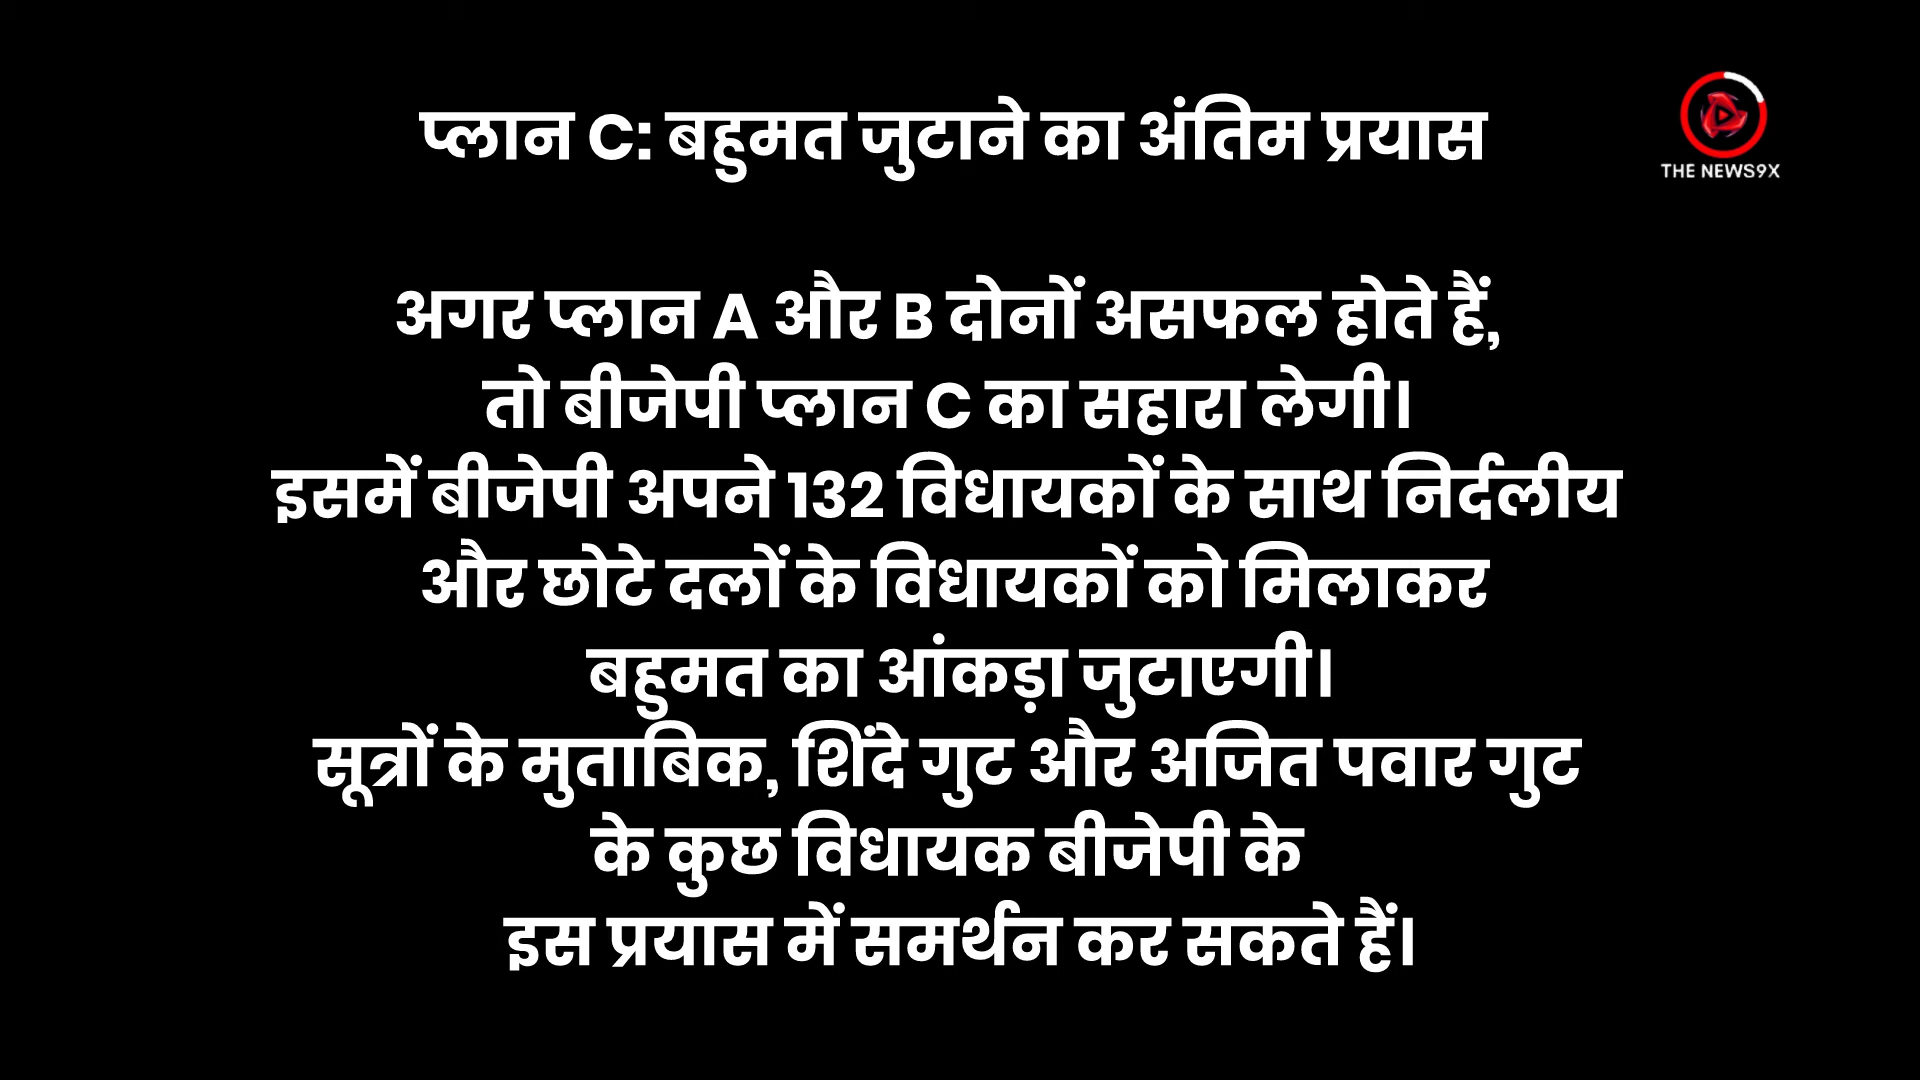 प्लान C: बहुमत जुटाने का अंतिम प्रयास
THE NEWS9X
अगर प्लान A और B दोनों असफल होते हैं,
तो बीजेपी प्लान C का सहारा लेगी।
इसमें बीजेपी अपने 132 विधायकों के साथ निर्दलीय
और छोटे दलों के विधायकों को मिलाकर
बहुमत का आंकड़ा जुटाएगी।
सूत्रों के मुताबिक, शिंदे गुट और अजित पवार गुट
के कुछ विधायक बीजेपी के
इस प्रयास में समर्थन कर सकते हैं।